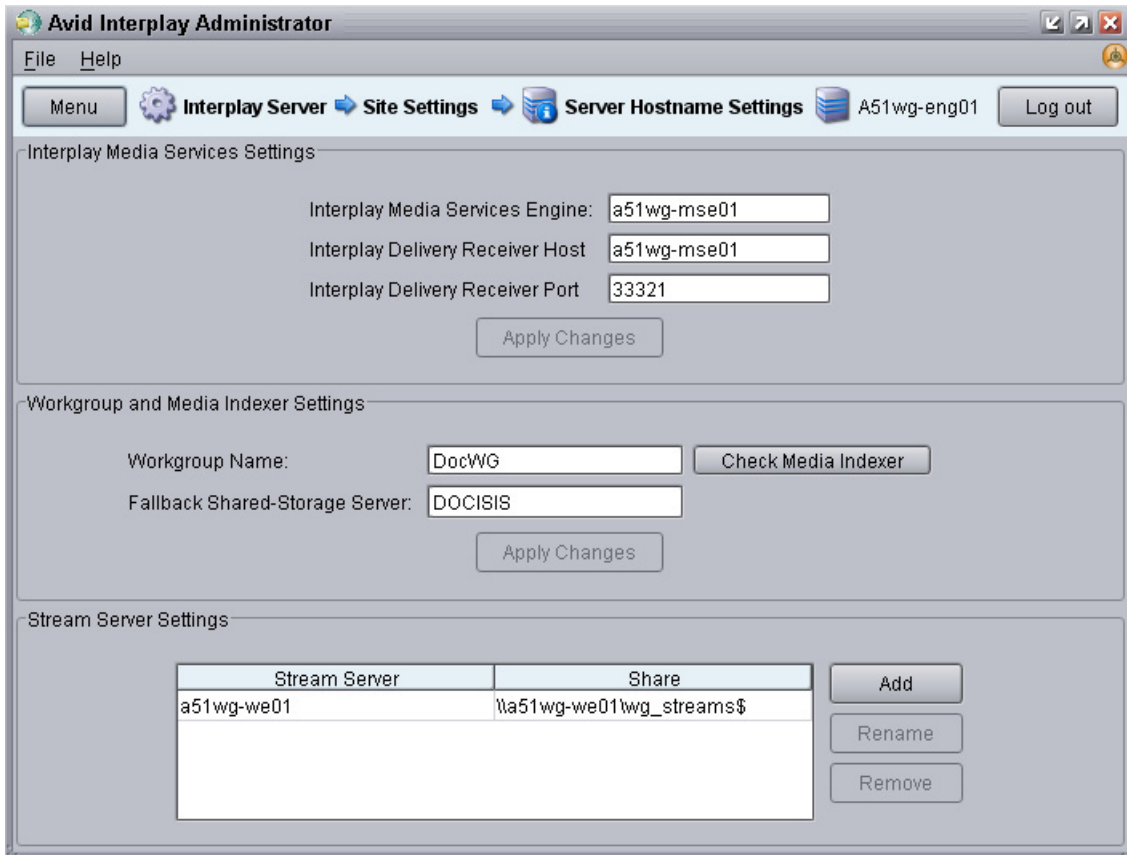 Avid Interplay Administrator
File Help
Menu Interplay Server Site Settings Server Hostname Settings A51wg-eng01 Log out
Interplay Media Services Settings
Interplay Media Services Engine: a51wg-mse01
Interplay Delivery Receiver Host a51wg-mse01
Interplay Delivery Receiver Port 33321
Apply Changes
Workgroup and Media Indexer Settings
Workgroup Name: DocWG Check Media Indexer
Fallback Shared-Storage Server: DOCISIS
Apply Changes
Stream Server Settings
Stream Server Share Add
a51wg-we01 \\a51wg-we01\wg_streams$
Rename
Remove